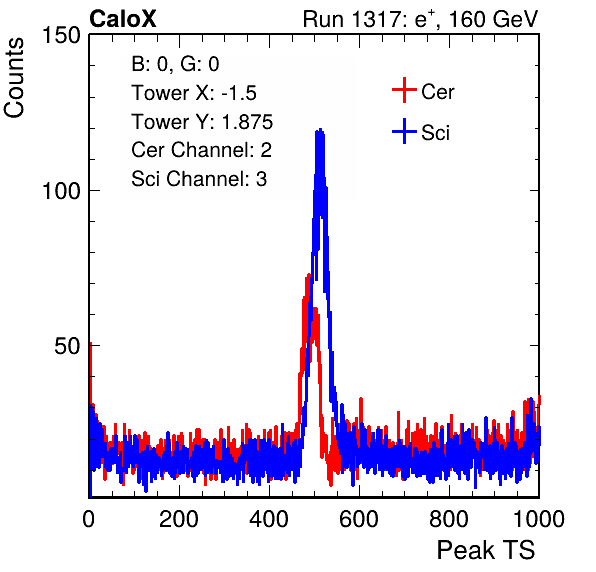 CaloX Run 1317: e+, 160 GeV
Counts
150
100
50
B: 0, G: 0
Tower X: -1.5
Tower Y: 1.875
Cer Channel: 2
Sci Channel: 3
Cer
Sci
0 200 400 600 800 1000
Peak TS